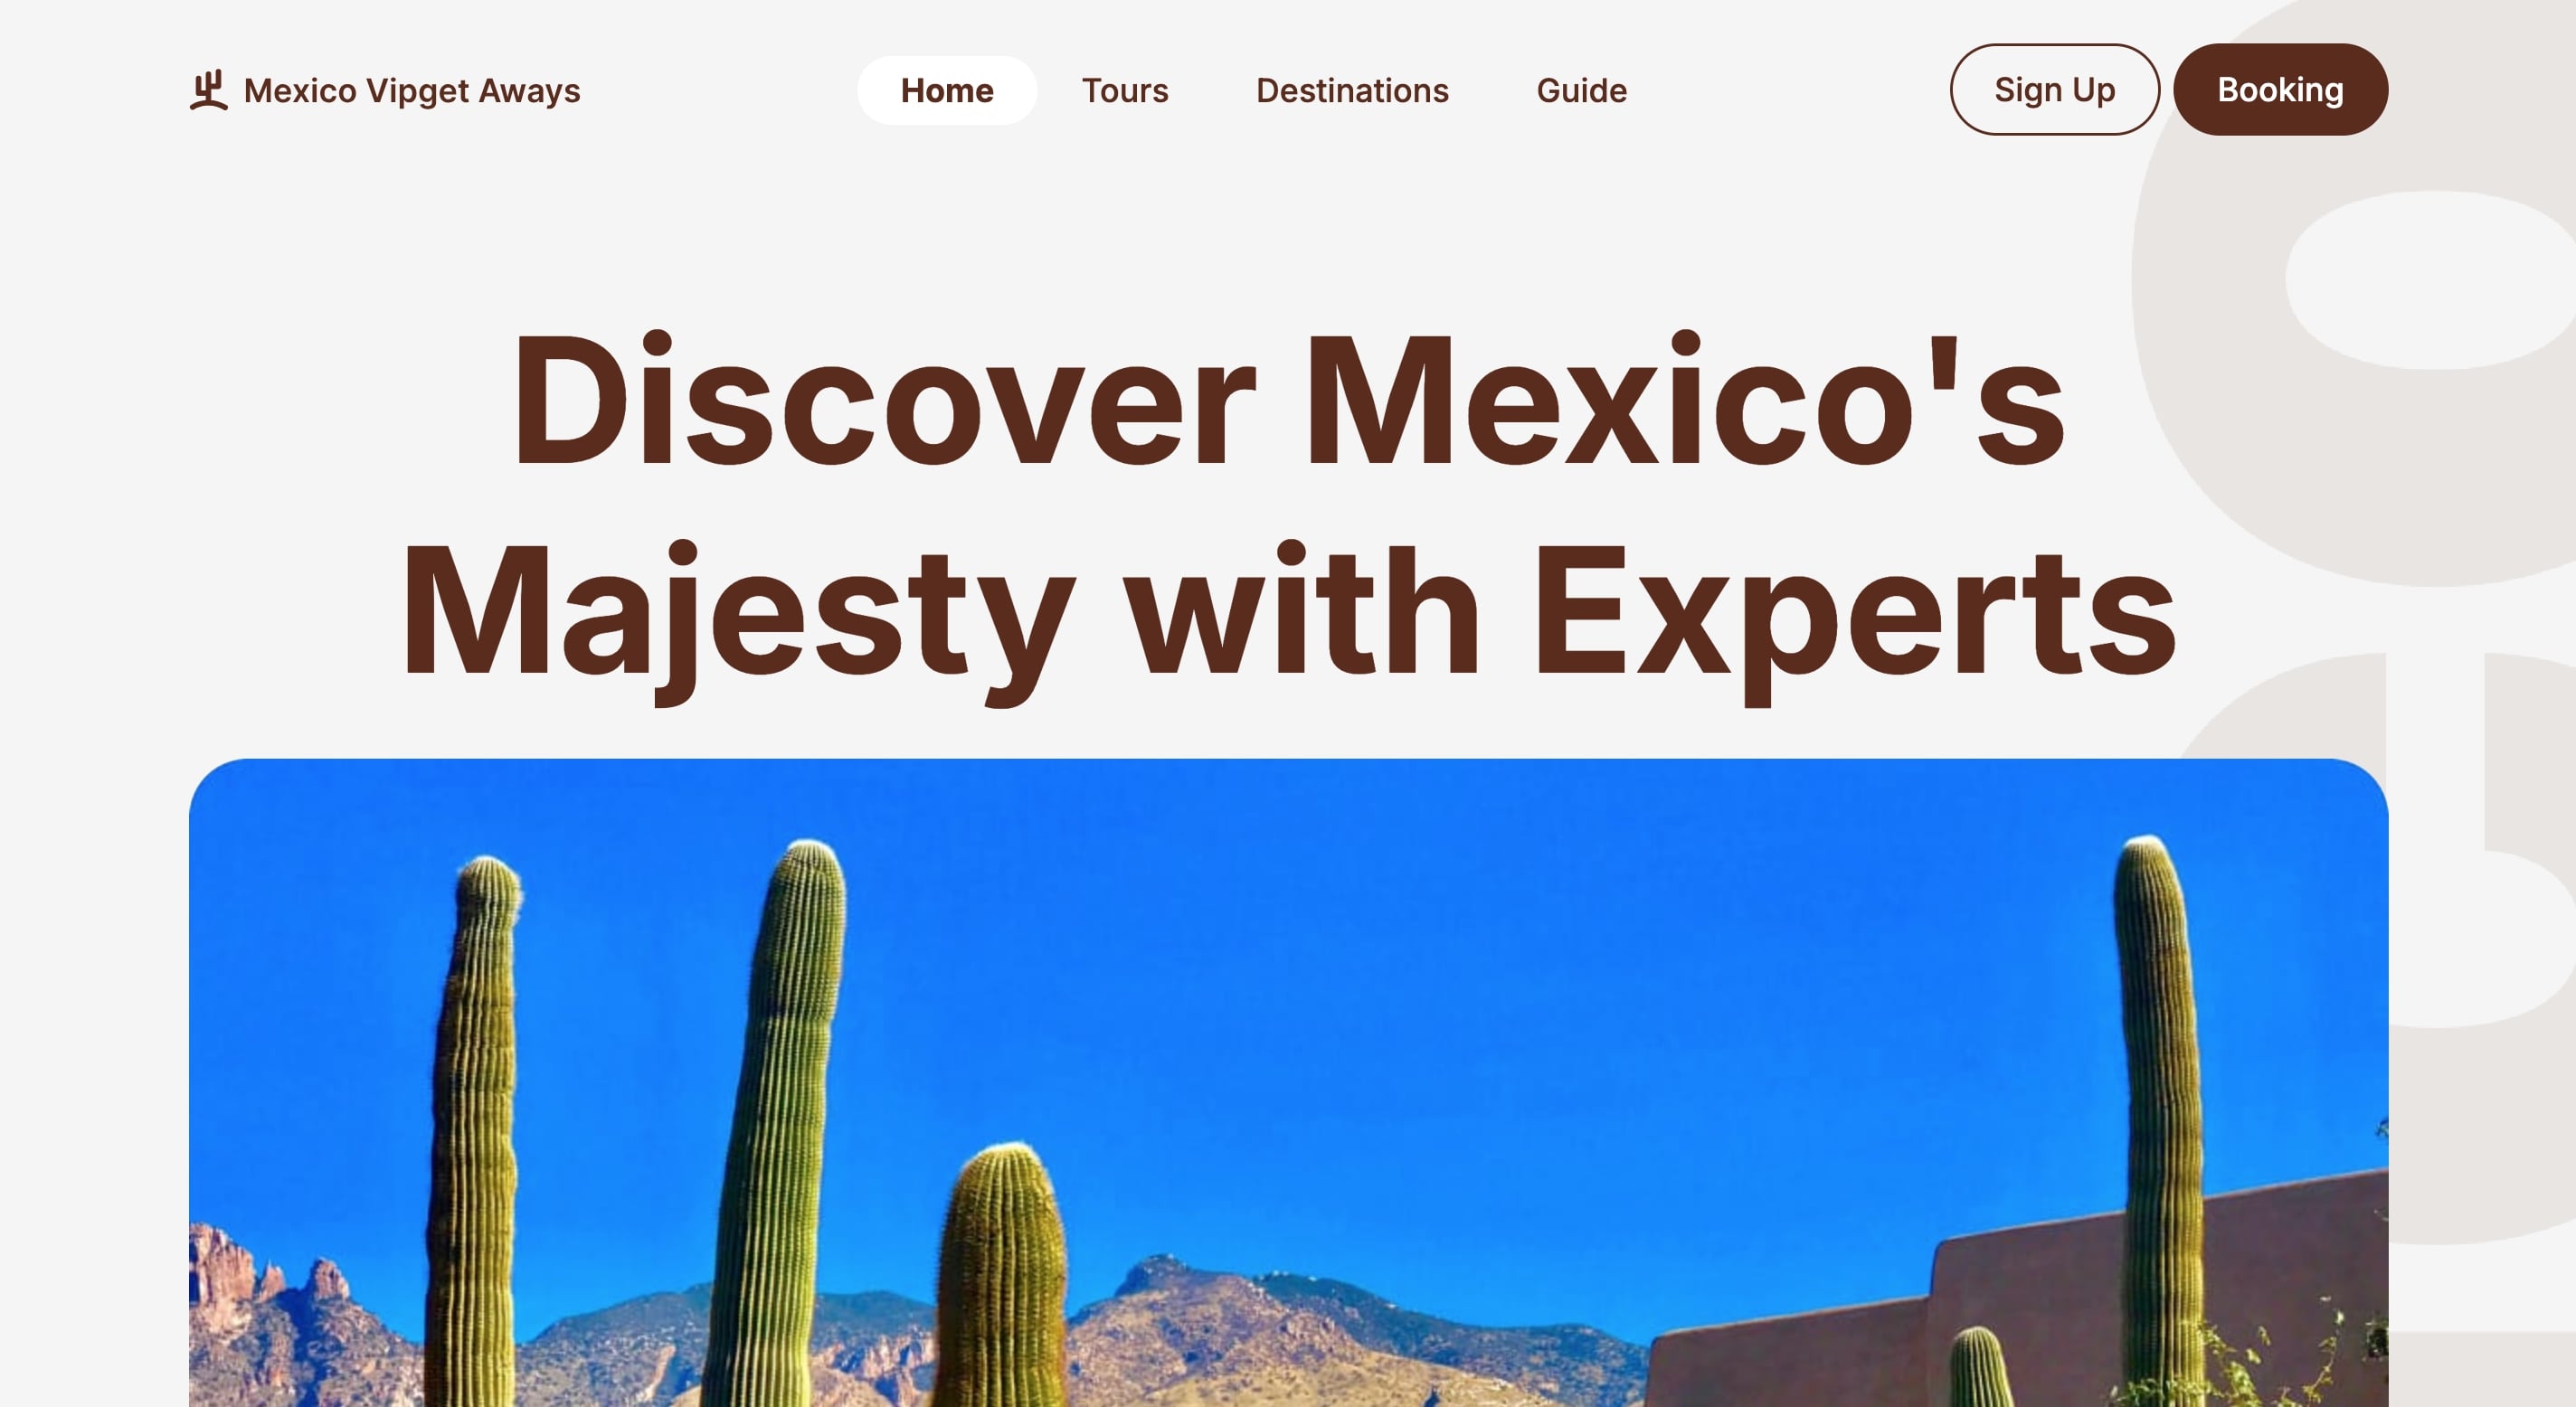 Mexico Vipget Aways
Home
Tours
Destinations
Guide
Sign Up
Booking
Discover Mexico's
Majesty with Experts